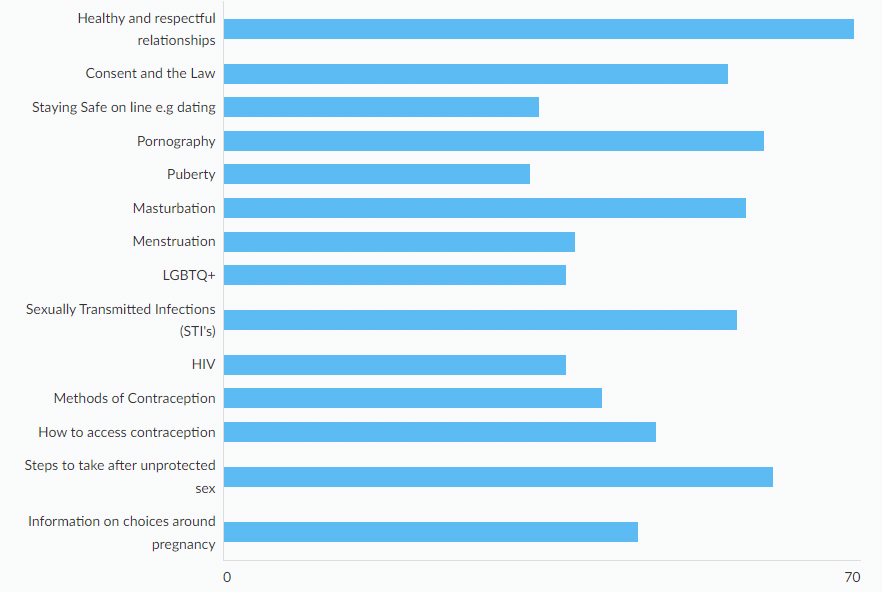 Healthy and respectful
relationships
Consent and the Law
Staying Safe on line e.g dating
Pornography
Puberty
Masturbation
Menstruation
LGBTQ+
Sexually Transmitted Infections
(STI's)
HIV
Methods of Contraception
How to access contraception
Steps to take after unprotected
sex
Information on choices around
pregnancy
0 70